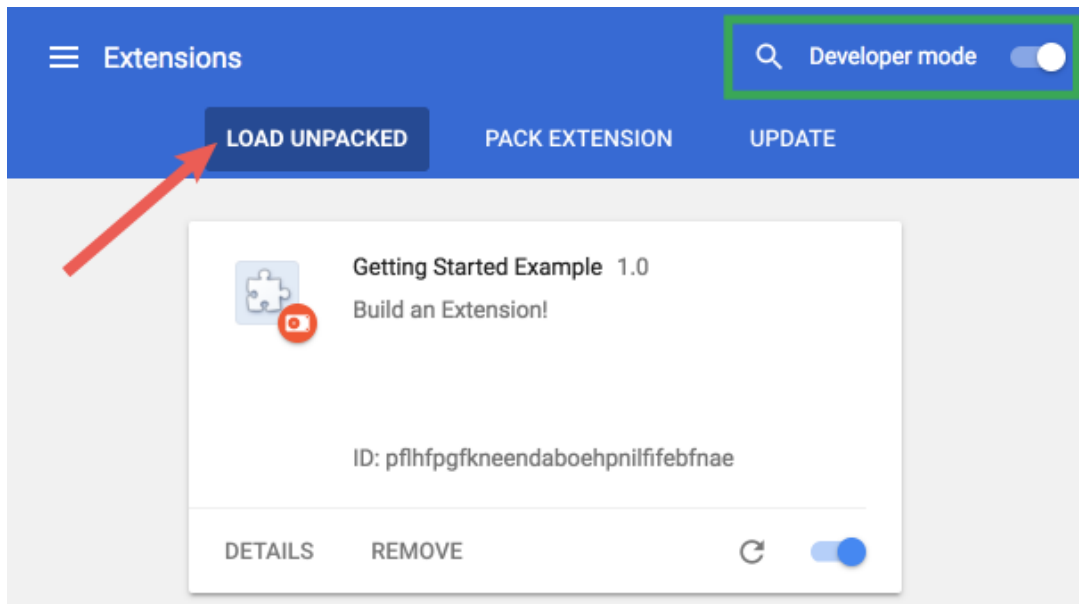 Extensions
Developer mode
LOAD UNPACKED PACK EXTENSION UPDATE
Getting Started Example 1.0
Build an Extension!
ID: pflhfpgfkneendaboehpnilfifebfnae
DETAILS REMOVE